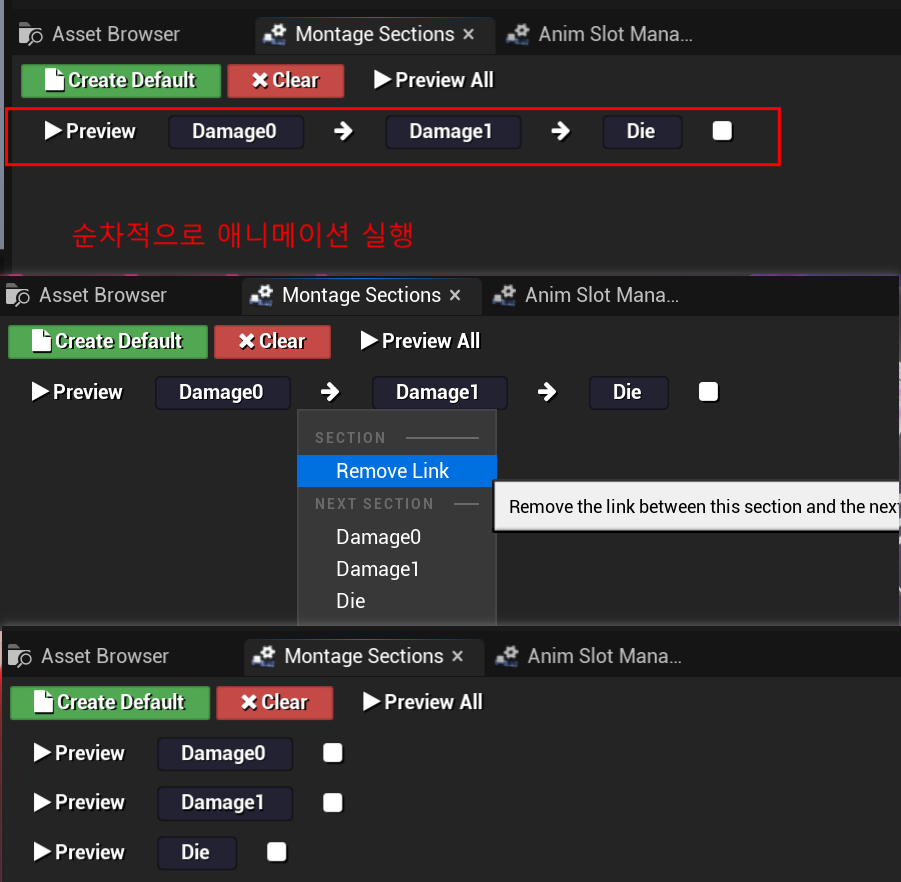 Asset Browser Montage Sections × Anim Slot Mana...
Create Default Clear Preview All
Preview Damage0 Damage1 Die
순차적으로 애니메이션 실행
Asset Browser Montage Sections × Anim Slot Mana...
Create Default Clear Preview All
Preview Damage0 Damage1 Die
SECTION
Remove Link
NEXT SECTION
Remove the link between this section and the nex
Damage0
Damage1
Die
Asset Browser Montage Sections × Anim Slot Mana...
Create Default Clear Preview All
Preview Damage0
Preview Damage1
Preview Die